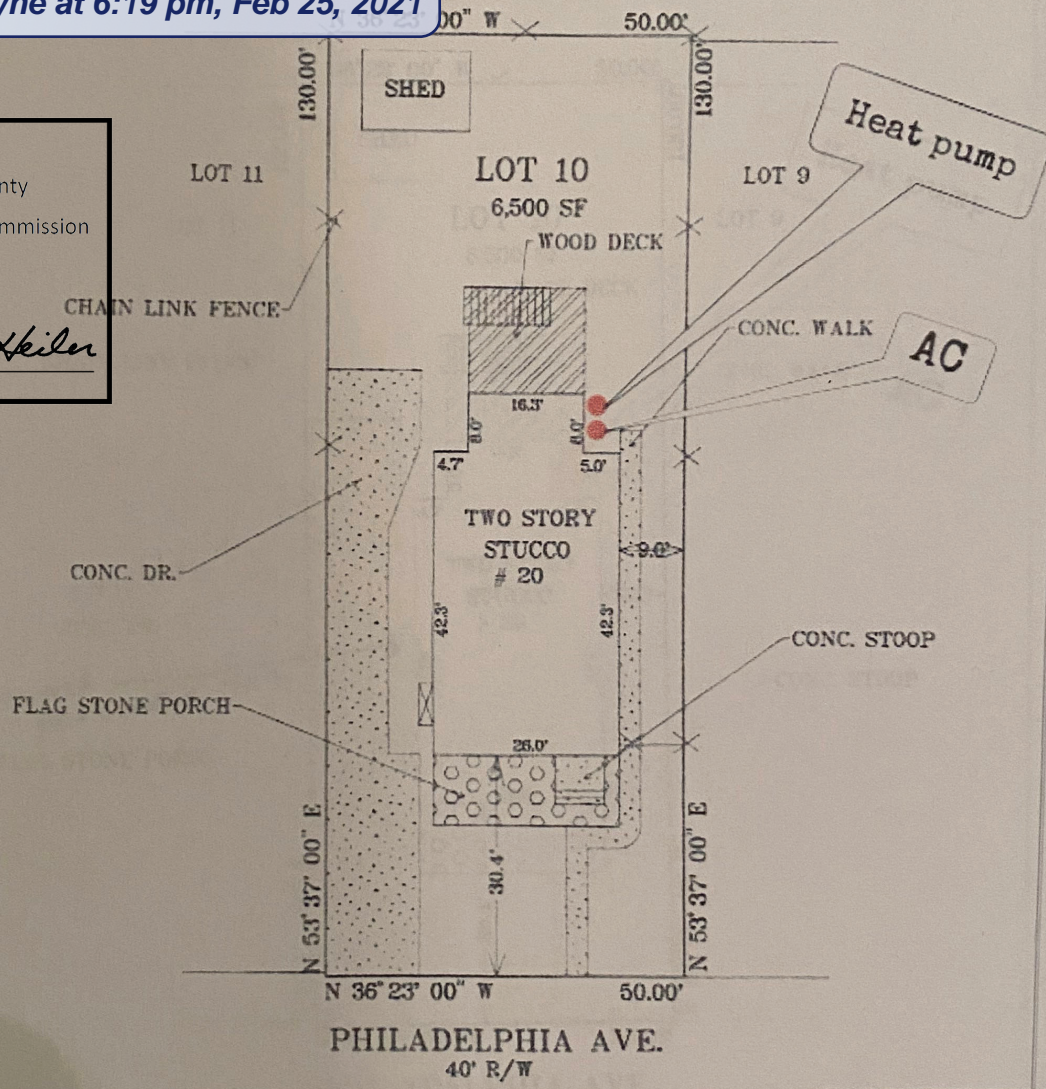 yne at 6:19 pm, Feb 25, 2021
N 36° 23' 00" W
50.00'
130.00'
SHED
130.00'
Heat pump
nty
mmission
LOT 11
LOT 10
6,500 SF
LOT 9
WOOD DECK
CHAIN LINK FENCE
CONC. WALK
Heiler
AC
16.3'
8.0'
8.0'
4.7'
5.0'
TWO STORY
STUCCO
# 20
9.0'
CONC. DR.
42.3'
42.3'
CONC. STOOP
FLAG STONE PORCH
26.0'
30.4'
N 53° 37' 00" E
N 53° 37' 00" E
N 36° 23' 00" W
50.00'
PHILADELPHIA AVE.
40' R/W